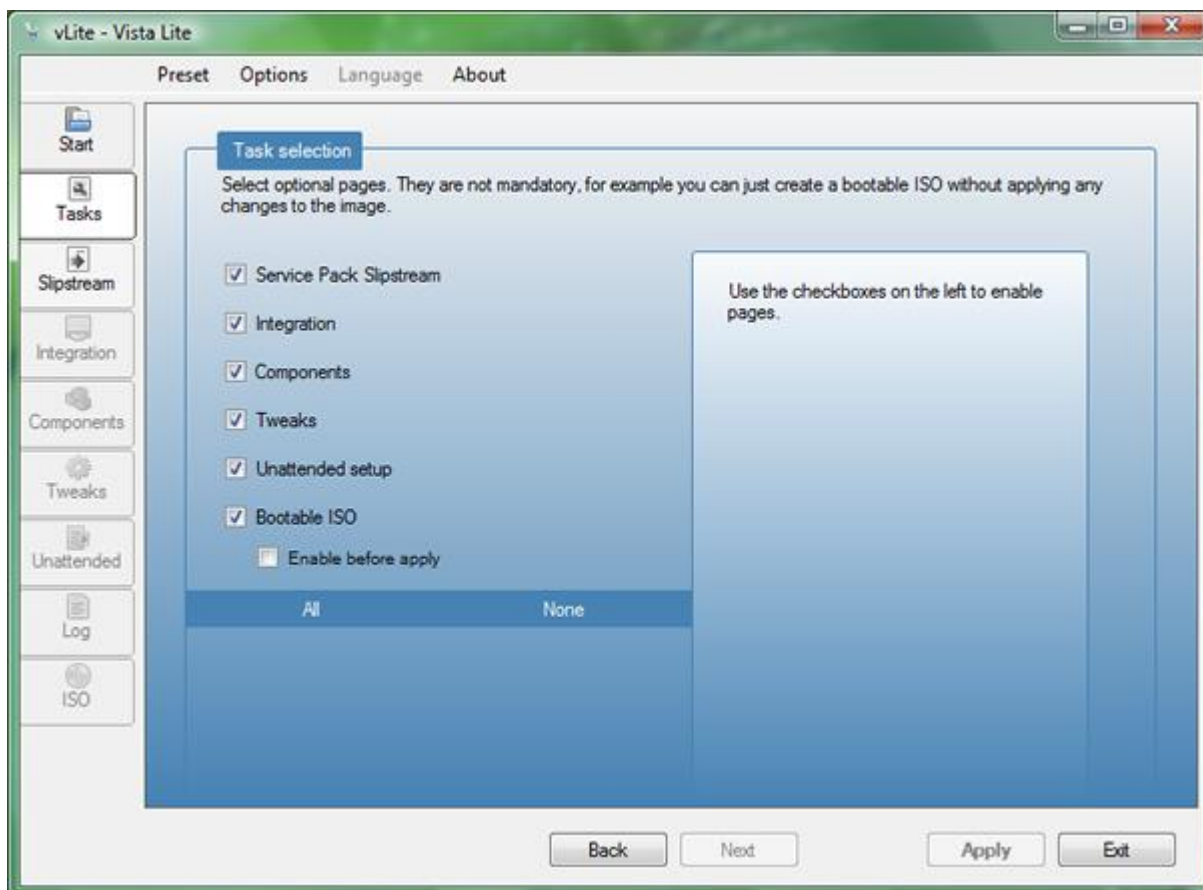 vLite - Vista Lite
Preset Options Language About
Start
Tasks
Slipstream
Integration
Components
Tweaks
Unattended
Log
ISO
Task selection
Select optional pages. They are not mandatory, for example you can just create a bootable ISO without applying any
changes to the image.
Service Pack Slipstream
Integration
Components
Tweaks
Unattended setup
Bootable ISO
Enable before apply
All None
Use the checkboxes on the left to enable
pages.
Back Next Apply Exit